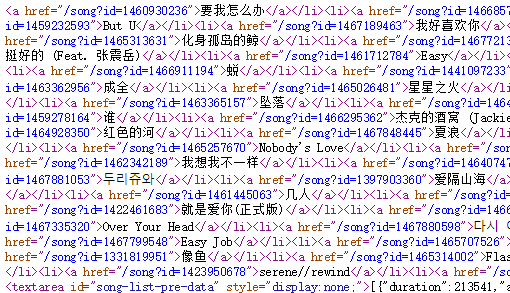 <a href="/song?id=1460930236">要我怎么办</a></li><li><a href="/song?id=146685
1459232593">But U</a></li><li><a href="/song?id=1467189463">我好喜欢你</a>
<a href="/song?id=1465313631">化身孤岛的鲸</a></li><li><a href="/song?id=1467721
挺好的 (Feat. 张震岳)</a></li><li><a href="/song?id=1461712784">Easy</a></li>
<li><a href="/song?id=1466911194">蜕</a></li><li><a href="/song?id=1441097233"
id=1463362956">成全</a></li><li><a href="/song?id=1465026481">星星之火</a></li>
<li><a href="/song?id=1463365157">坠落</a></li><li><a href="/song?id=1464
id=1459278164">谁</a></li><li><a href="/song?id=1466295362">杰克的酒窝 (Jackie
id=1464928350">红色的河</a></li><li><a href="/song?id=1467848445">夏浪</a></li>
<li><a href="/song?id=1465257670">Nobody's Love</a></li><li><a href="/song?
id=1462342189">我想我不一样</a></li><li><a href="/song?id=14640747
id=1467881053">두리쥬와</a></li><li><a href="/song?id=1397903360">爱隔山海</a>
<li><a href="/song?id=1461445063">几人</a></li><li><a href="/song?
id=1422461683">就是爱你(正式版)</a></li><li><a href="/song?
id=1467335320">Over Your Head</a></li><li><a href="/song?id=1467880598">다시
id=1467799548">Easy Job</a></li><li><a href="/song?id=1465707526">
id=1331819951">像鱼</a></li><li><a href="/song?id=1465314002">Flas
<a href="/song?id=1423950678">serene//rewind</a></li></ul>
<textarea id="song-list-pre-data" style="display:none;">[{"duration":213541,"a